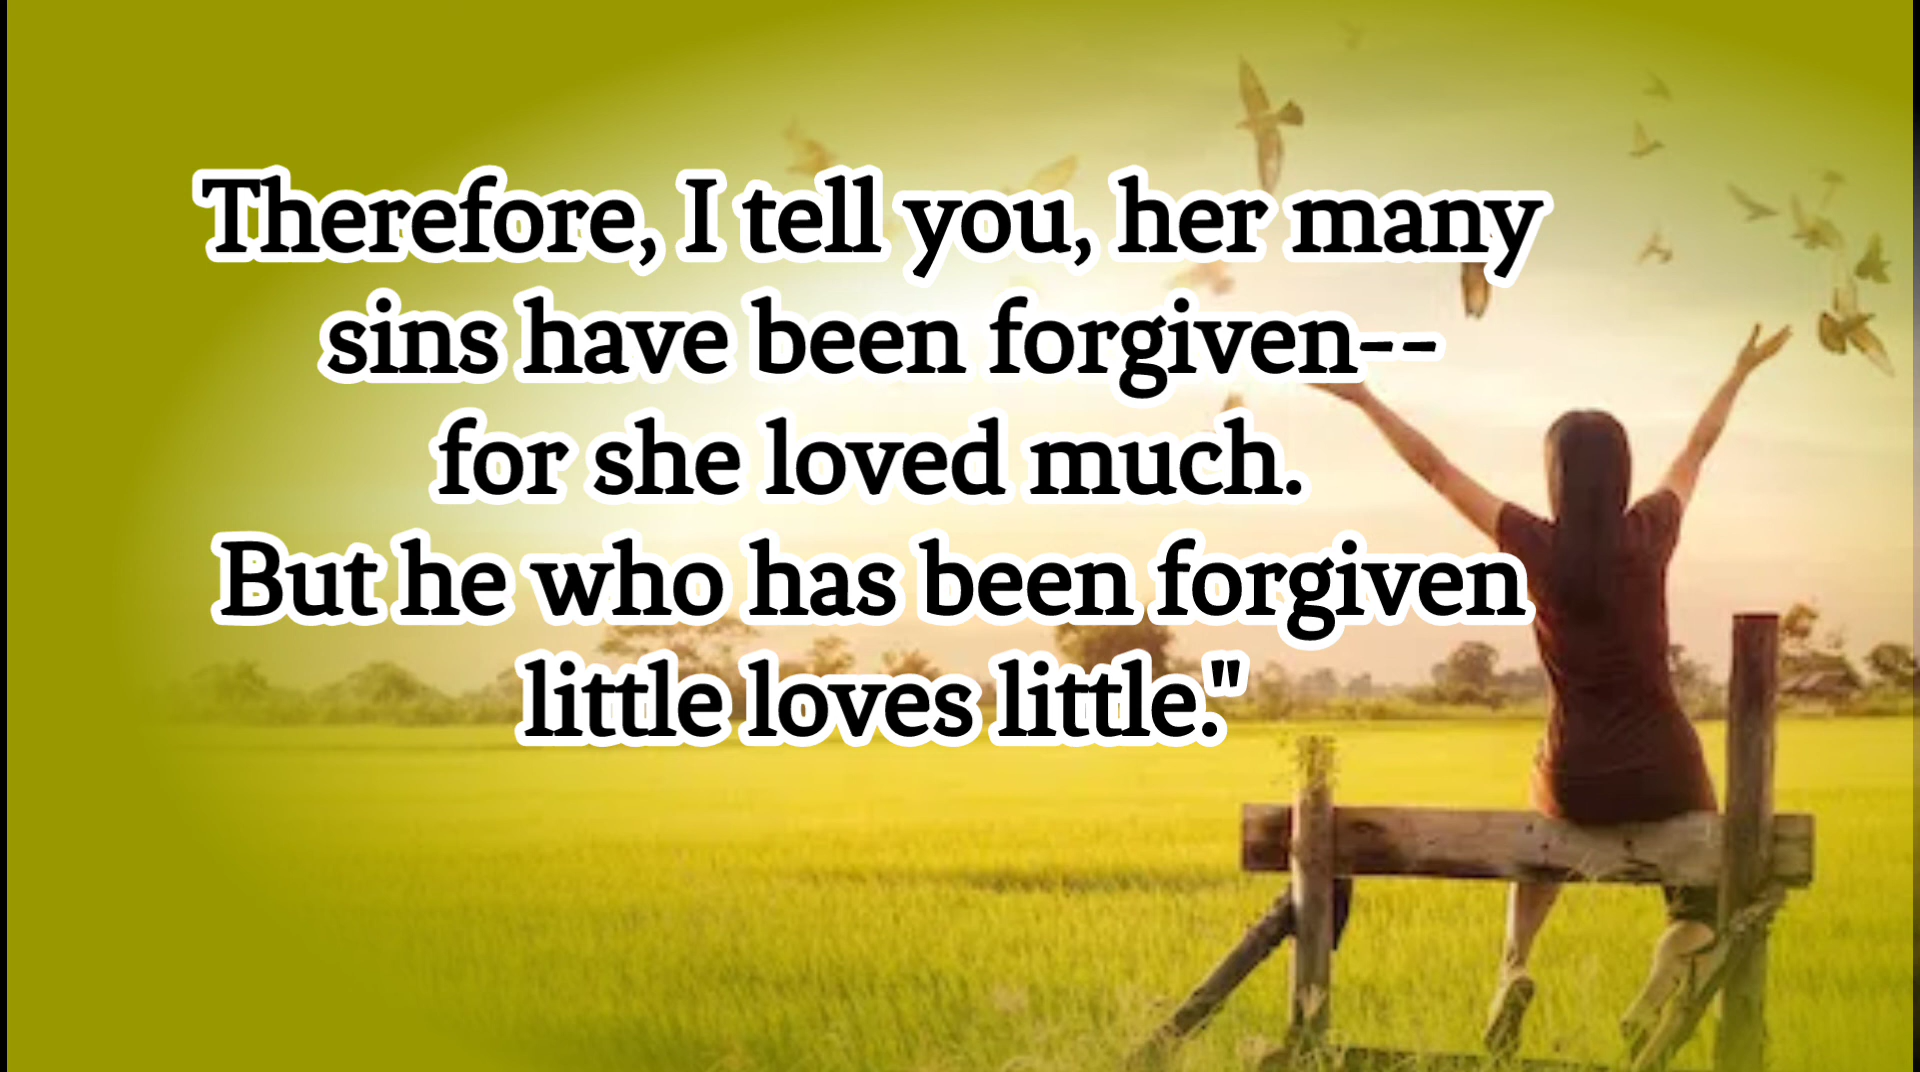 Therefore, I tell you, her many
sins have been forgiven--
for she loved much.
But he who has been forgiven
little loves little."